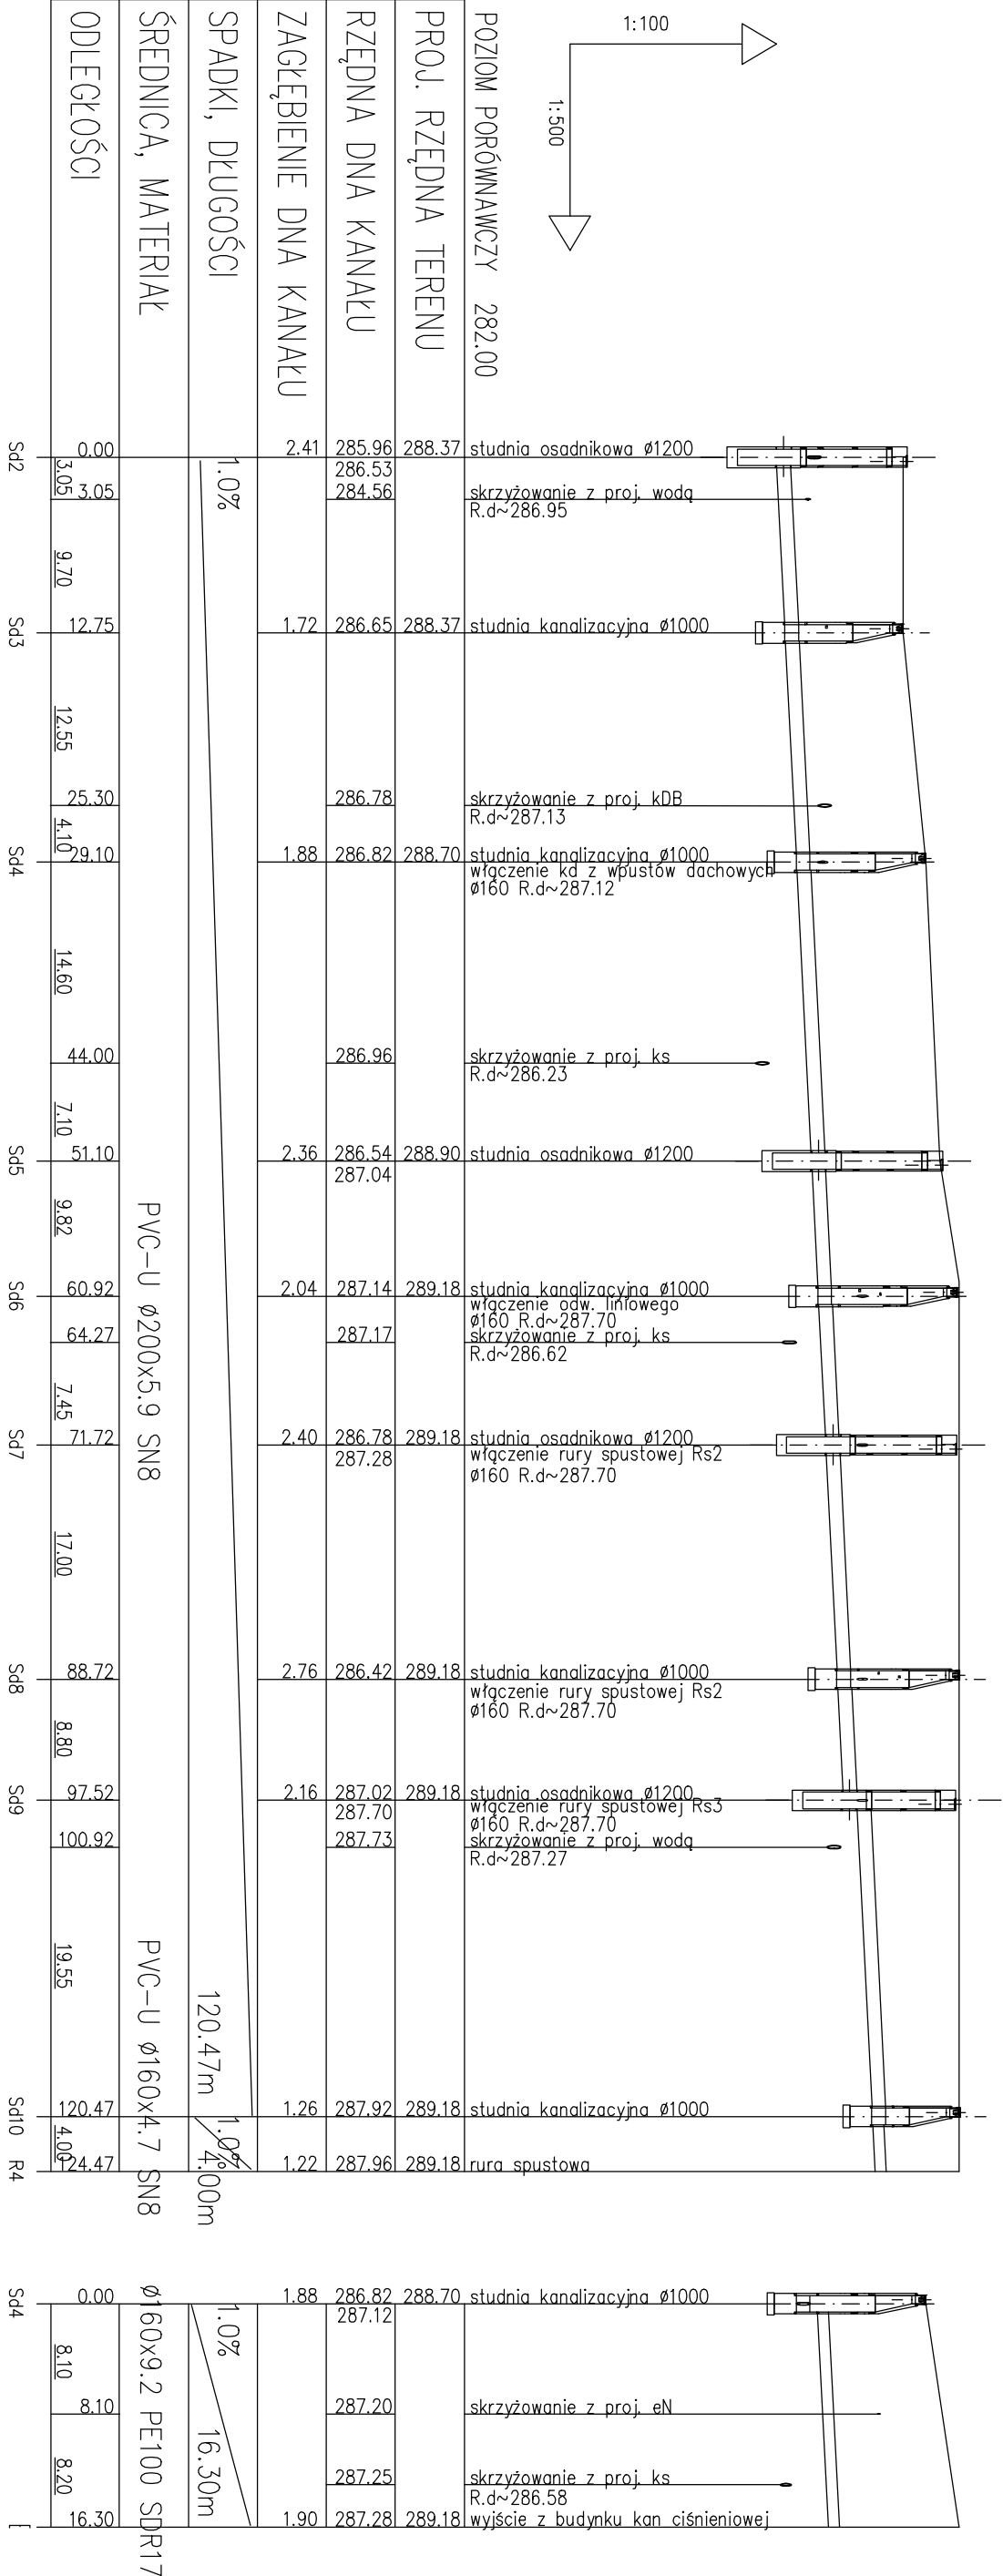 1:100
1:500
POZIOM PORÓWNAWCZY 282.00
PROJ. RZĘDNA TERENU
RZĘDNA DNA KANAŁU
ZAGŁĘBIENIE DNA KANAŁU
SPADKI, DŁUGOŚCI
ŚREDNICA, MATERIAŁ
ODLEGŁOŚCI
Sd2
0.00
2.41
285.96
288.37
studnia osadnikowa ø1200
286.53
1.0%
3.05
3.05
284.56
skrzyżowanie z proj. wodą
R.d~286.95
9.70
Sd3
12.75
1.72
286.65
288.37
studnia kanalizacyjna ø1000
12.55
25.30
286.78
skrzyżowanie z proj. kDB
R.d~287.13
4.10
Sd4
29.10
1.88
286.82
288.70
studnia kanalizacyjna ø1000
włączenie kd z wpustów dachowych
ø160 R.d~287.12
14.60
44.00
286.96
skrzyżowanie z proj. ks
R.d~286.23
7.10
Sd5
51.10
2.36
286.54
288.90
studnia osadnikowa ø1200
287.04
9.82
PVC-U ø200x5.9 SN8
Sd6
60.92
2.04
287.14
289.18
studnia kanalizacyjna ø1000
włączenie odw. liniowego
ø160 R.d~287.70
64.27
287.17
skrzyżowanie z proj. ks
R.d~286.62
7.45
Sd7
71.72
2.40
286.78
289.18
studnia osadnikowa ø1200
287.28
włączenie rury spustowej Rs2
ø160 R.d~287.70
17.00
Sd8
88.72
2.76
286.42
289.18
studnia kanalizacyjna ø1000
włączenie rury spustowej Rs2
ø160 R.d~287.70
8.80
Sd9
97.52
2.16
287.02
289.18
studnia osadnikowa ø1200
287.70
włączenie rury spustowej Rs3
ø160 R.d~287.70
100.92
287.73
skrzyżowanie z proj. wodą
R.d~287.27
19.55
PVC-U ø160x4.7 SN8
120.47m
Sd10
120.47
1.26
287.92
289.18
studnia kanalizacyjna ø1000
4.00
1.0%
4.00m
R4
124.47
1.22
287.96
289.18
rura spustowa
Sd4
0.00
1.88
286.82
288.70
studnia kanalizacyjna ø1000
287.12
ø160x9.2 PE100 SDR17
1.0%
8.10
8.10
287.20
skrzyżowanie z proj. eN
16.30m
8.20
287.25
skrzyżowanie z proj. ks
R.d~286.58
16.30
1.90
287.28
289.18
wyjście z budynku kan ciśnieniowej